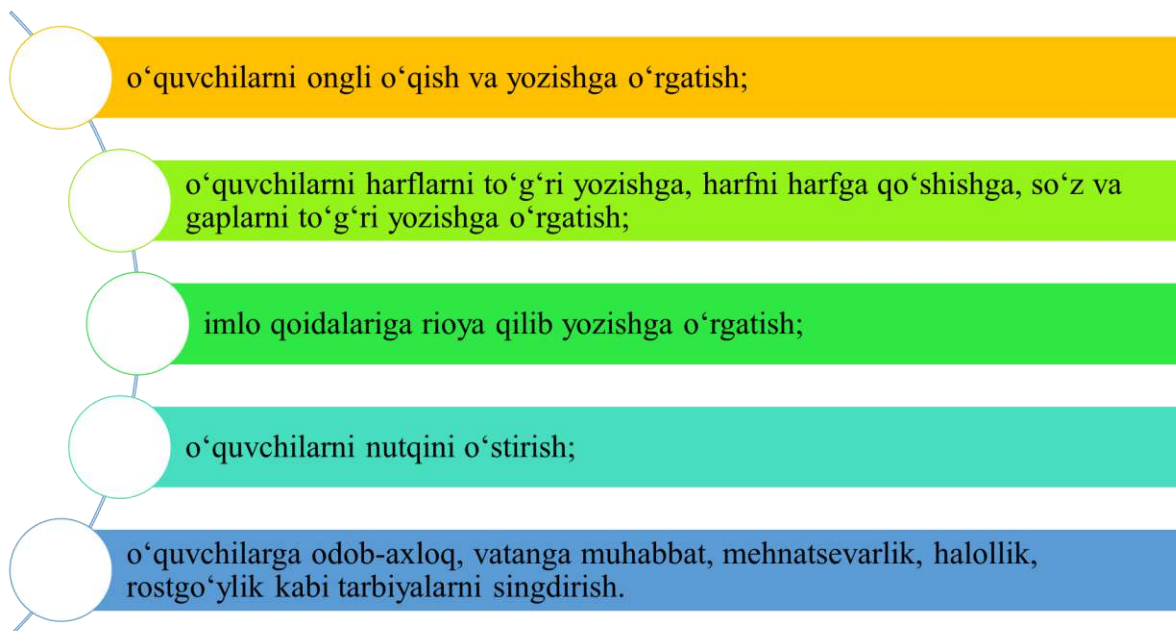 o‘quvchilarni ongli o‘qish va yozishga o‘rgatish;
o‘quvchilarni harflarni to‘g‘ri yozishga, harfni harfga qo‘shishga, so‘z va
gaplarni to‘g‘ri yozishga o‘rgatish;
imlo qoidalariga rioya qilib yozishga o‘rgatish;
o‘quvchilarni nutqini o‘stirish;
o‘quvchilarga odob-axloq, vatanga muhabbat, mehnatsevarlik, halollik,
rostgo‘ylik kabi tarbiyalarni singdirish.